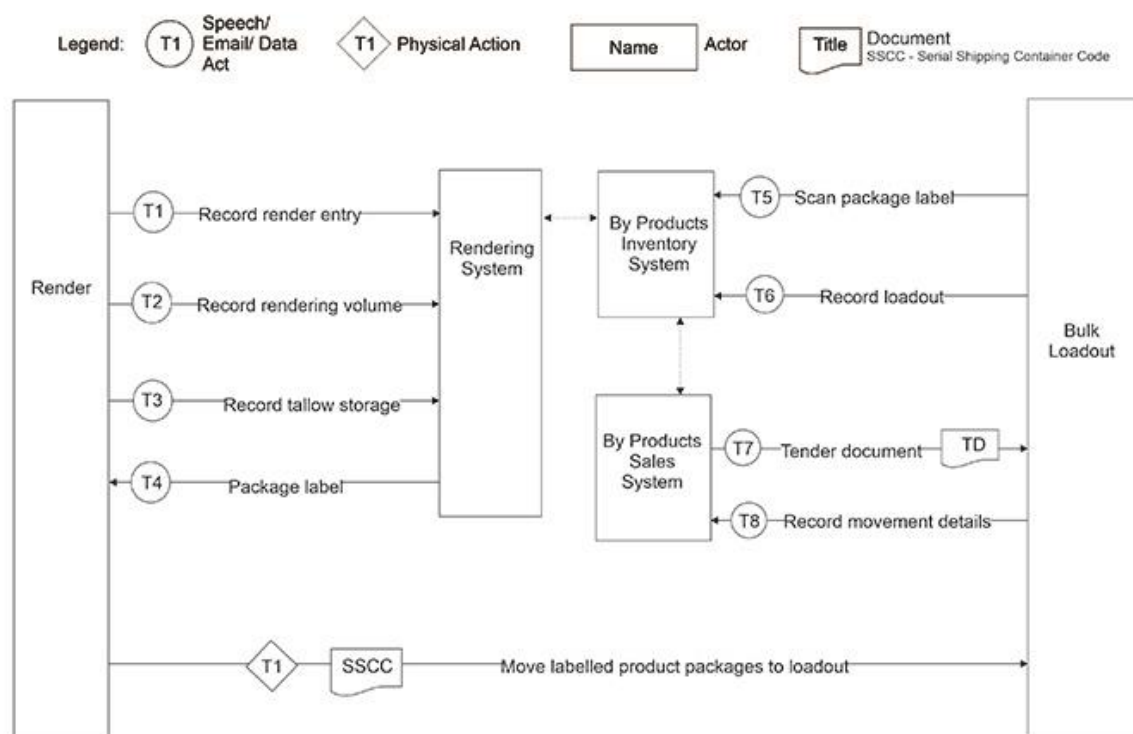 Legend:
T1
Speech/
Email/ Data
Act
T1
Physical Action
Name
Actor
Title
Document
SSCC - Serial Shipping Container Code
Render
T1
Record render entry
T2
Record rendering volume
T3
Record tallow storage
T4
Package label
Rendering
System
By Products
Inventory
System
T5
Scan package label
T6
Record loadout
By Products
Sales
System
T7
Tender document
TD
T8
Record movement details
Bulk
Loadout
T1
SSCC
Move labelled product packages to loadout